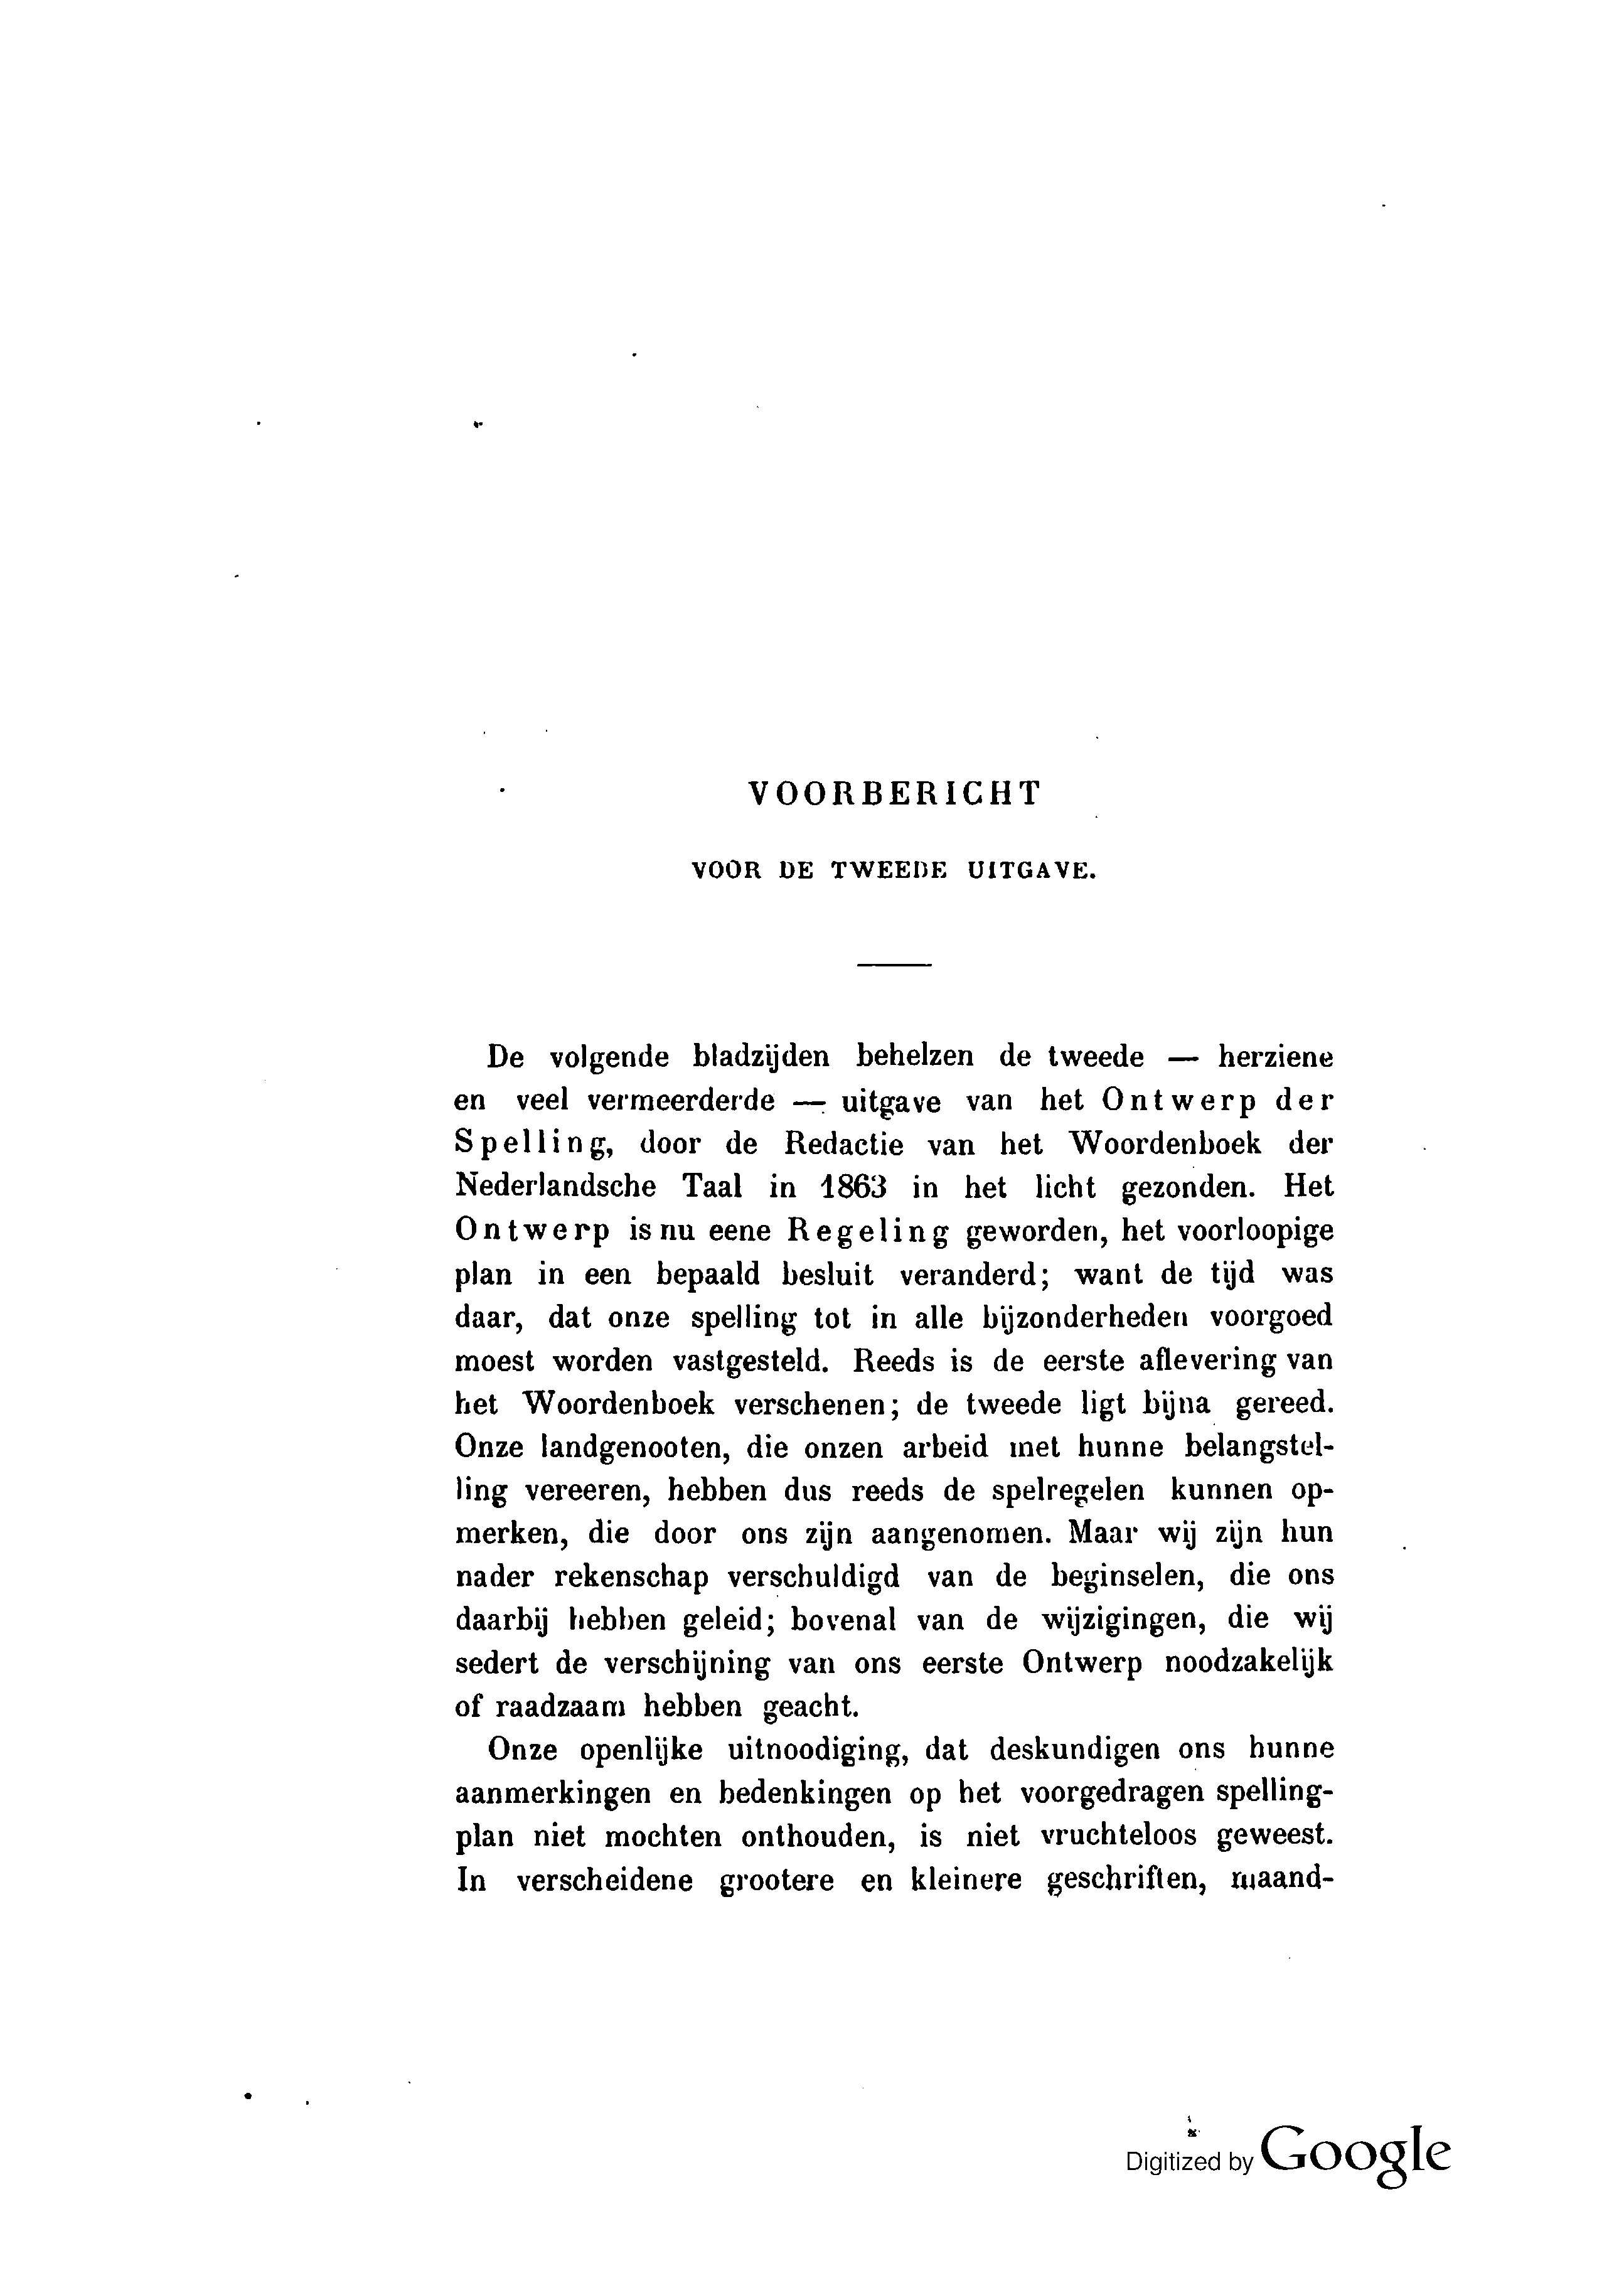 VOORBERICHT
VOOR DE TWEEDE UITGAVE.
De volgende bladzijden behelzen de tweede — herziene
en veel vermeerderde — uitgave van het Ontwerp der
Spelling, door de Redactie van het Woordenboek der
Nederlandsche Taal in 1863 in het licht gezonden. Het
Ontwerp is nu eene Regeling geworden, het voorloopige
plan in een bepaald besluit veranderd; want de tijd was
daar, dat onze spelling tot in alle bijzonderheden voorgoed
moest worden vastgesteld. Reeds is de eerste aflevering van
het Woordenboek verschenen; de tweede ligt bijna gereed.
Onze landgenooten, die onzen arbeid met hunne belangstel-
ling vereeren, hebben dus reeds de spelregelen kunnen op-
merken, die door ons zijn aangenomen. Maar wij zijn hun
nader rekenschap verschuldigd van de beginselen, die ons
daarbij hebben geleid; bovenal van de wijzigingen, die wij
sedert de verschijning van ons eerste Ontwerp noodzakelijk
of raadzaam hebben geacht.
Onze openlijke uitnoodiging, dat deskundigen ons hunne
aanmerkingen en bedenkingen op het voorgedragen spelling-
plan niet mochten onthouden, is niet vruchteloos geweest.
In verscheidene grootere en kleinere geschriften, maand-
Digitized by Google